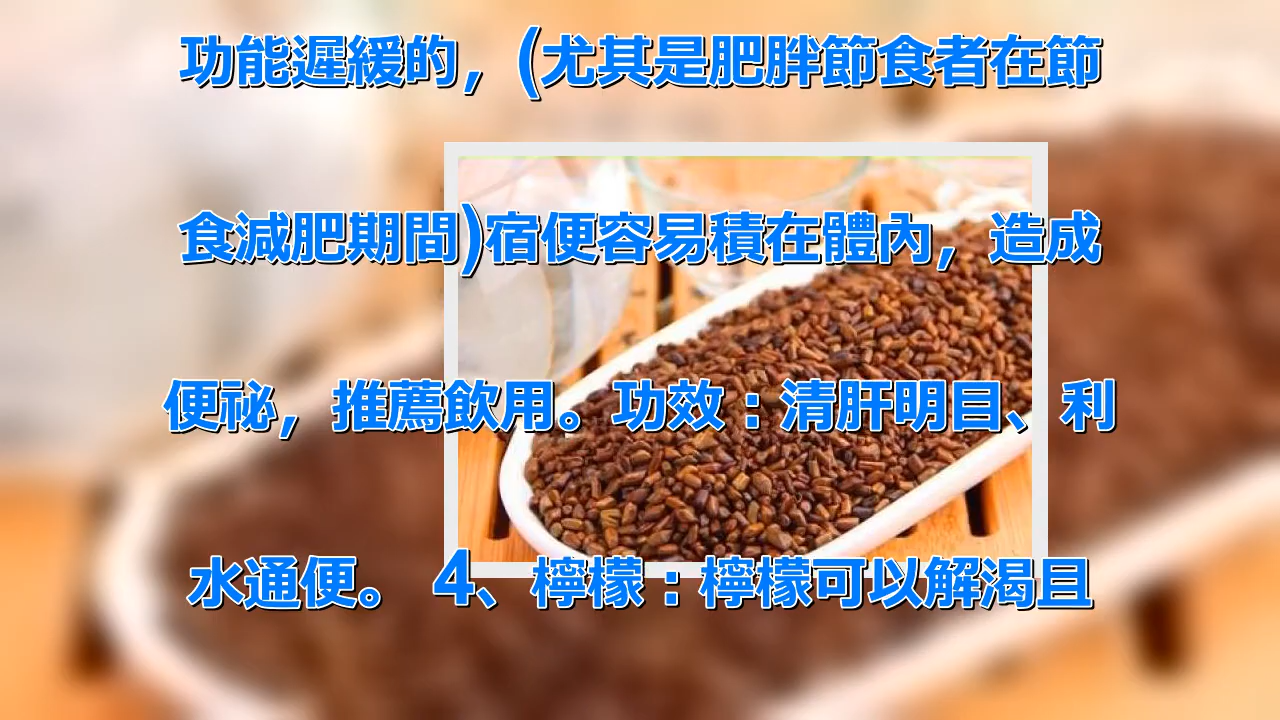 功能遲緩的，(尤其是肥胖節食者在節
食減肥期間)宿便容易積在體內，造成
便祕，推薦飲用。功效：清肝明目、利
水通便。 4、檸檬：檸檬可以解渴且